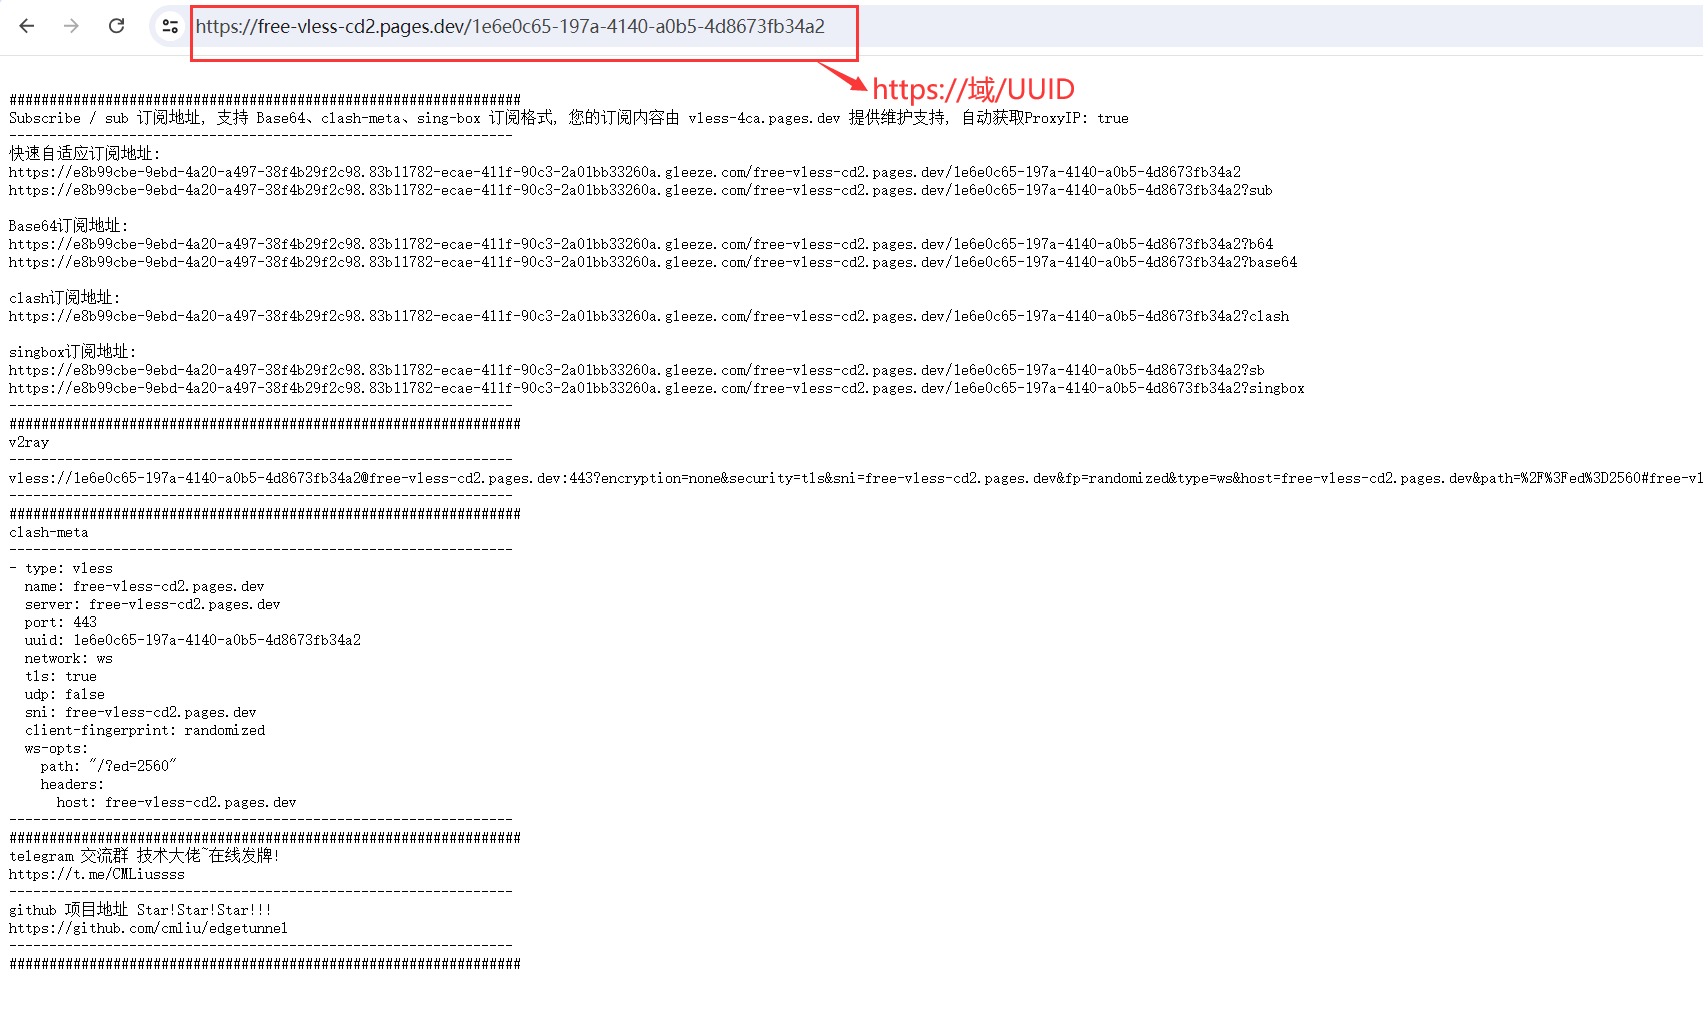 https://free-vless-cd2.pages.dev/1e6e0c65-197a-4140-a0b5-4d8673fb34a2
https://域/UUID
################################################################
Subscribe / sub 订阅地址, 支持 Base64、clash-meta、sing-box 订阅格式, 您的订阅内容由 vless-4ca.pages.dev 提供维护支持, 自动获取ProxyIP: true
---------------------------------------------------------------
快速自适应订阅地址:
https://e8b99cbe-9ebd-4a20-a497-38f4b29f2c98.83b11782-ecae-411f-90c3-2a01bb33260a.gleeze.com/free-vless-cd2.pages.dev/1e6e0c65-197a-4140-a0b5-4d8673fb34a2
https://e8b99cbe-9ebd-4a20-a497-38f4b29f2c98.83b11782-ecae-411f-90c3-2a01bb33260a.gleeze.com/free-vless-cd2.pages.dev/1e6e0c65-197a-4140-a0b5-4d8673fb34a2?sub
Base64订阅地址:
https://e8b99cbe-9ebd-4a20-a497-38f4b29f2c98.83b11782-ecae-411f-90c3-2a01bb33260a.gleeze.com/free-vless-cd2.pages.dev/1e6e0c65-197a-4140-a0b5-4d8673fb34a2?b64
https://e8b99cbe-9ebd-4a20-a497-38f4b29f2c98.83b11782-ecae-411f-90c3-2a01bb33260a.gleeze.com/free-vless-cd2.pages.dev/1e6e0c65-197a-4140-a0b5-4d8673fb34a2?base64
clash订阅地址:
https://e8b99cbe-9ebd-4a20-a497-38f4b29f2c98.83b11782-ecae-411f-90c3-2a01bb33260a.gleeze.com/free-vless-cd2.pages.dev/1e6e0c65-197a-4140-a0b5-4d8673fb34a2?clash
singbox订阅地址:
https://e8b99cbe-9ebd-4a20-a497-38f4b29f2c98.83b11782-ecae-411f-90c3-2a01bb33260a.gleeze.com/free-vless-cd2.pages.dev/1e6e0c65-197a-4140-a0b5-4d8673fb34a2?sb
https://e8b99cbe-9ebd-4a20-a497-38f4b29f2c98.83b11782-ecae-411f-90c3-2a01bb33260a.gleeze.com/free-vless-cd2.pages.dev/1e6e0c65-197a-4140-a0b5-4d8673fb34a2?singbox
---------------------------------------------------------------
################################################################
v2ray
---------------------------------------------------------------
vless://1e6e0c65-197a-4140-a0b5-4d8673fb34a2@free-vless-cd2.pages.dev:443?encryption=none&security=tls&sni=free-vless-cd2.pages.dev&fp=randomized&type=ws&host=free-vless-cd2.pages.dev&path=%2F%3Fed%3D2560#free-vl
---------------------------------------------------------------
################################################################
clash-meta
---------------------------------------------------------------
- type: vless
  name: free-vless-cd2.pages.dev
  server: free-vless-cd2.pages.dev
  port: 443
  uuid: 1e6e0c65-197a-4140-a0b5-4d8673fb34a2
  network: ws
  tls: true
  udp: false
  sni: free-vless-cd2.pages.dev
  client-fingerprint: randomized
  ws-opts:
    path: "/?ed=2560"
    headers:
      host: free-vless-cd2.pages.dev
---------------------------------------------------------------
################################################################
telegram 交流群 技术大佬~在线发牌!
https://t.me/CMLiussss
---------------------------------------------------------------
github 项目地址 Star!Star!Star!!!
https://github.com/cmliu/edgetunnel
---------------------------------------------------------------
################################################################